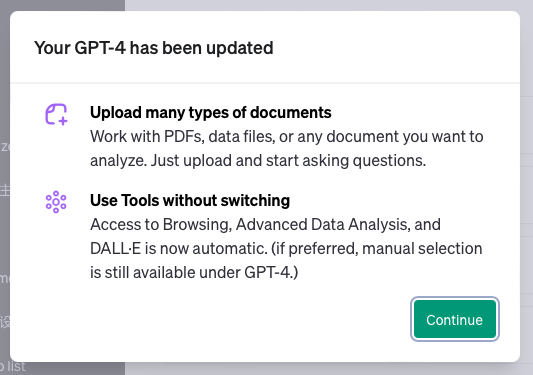 Your GPT-4 has been updated
Upload many types of documents
Work with PDFs, data files, or any document you want to
analyze. Just upload and start asking questions.
Use Tools without switching
Access to Browsing, Advanced Data Analysis, and
DALL·E is now automatic. (if preferred, manual selection
is still available under GPT-4.)
Continue
list